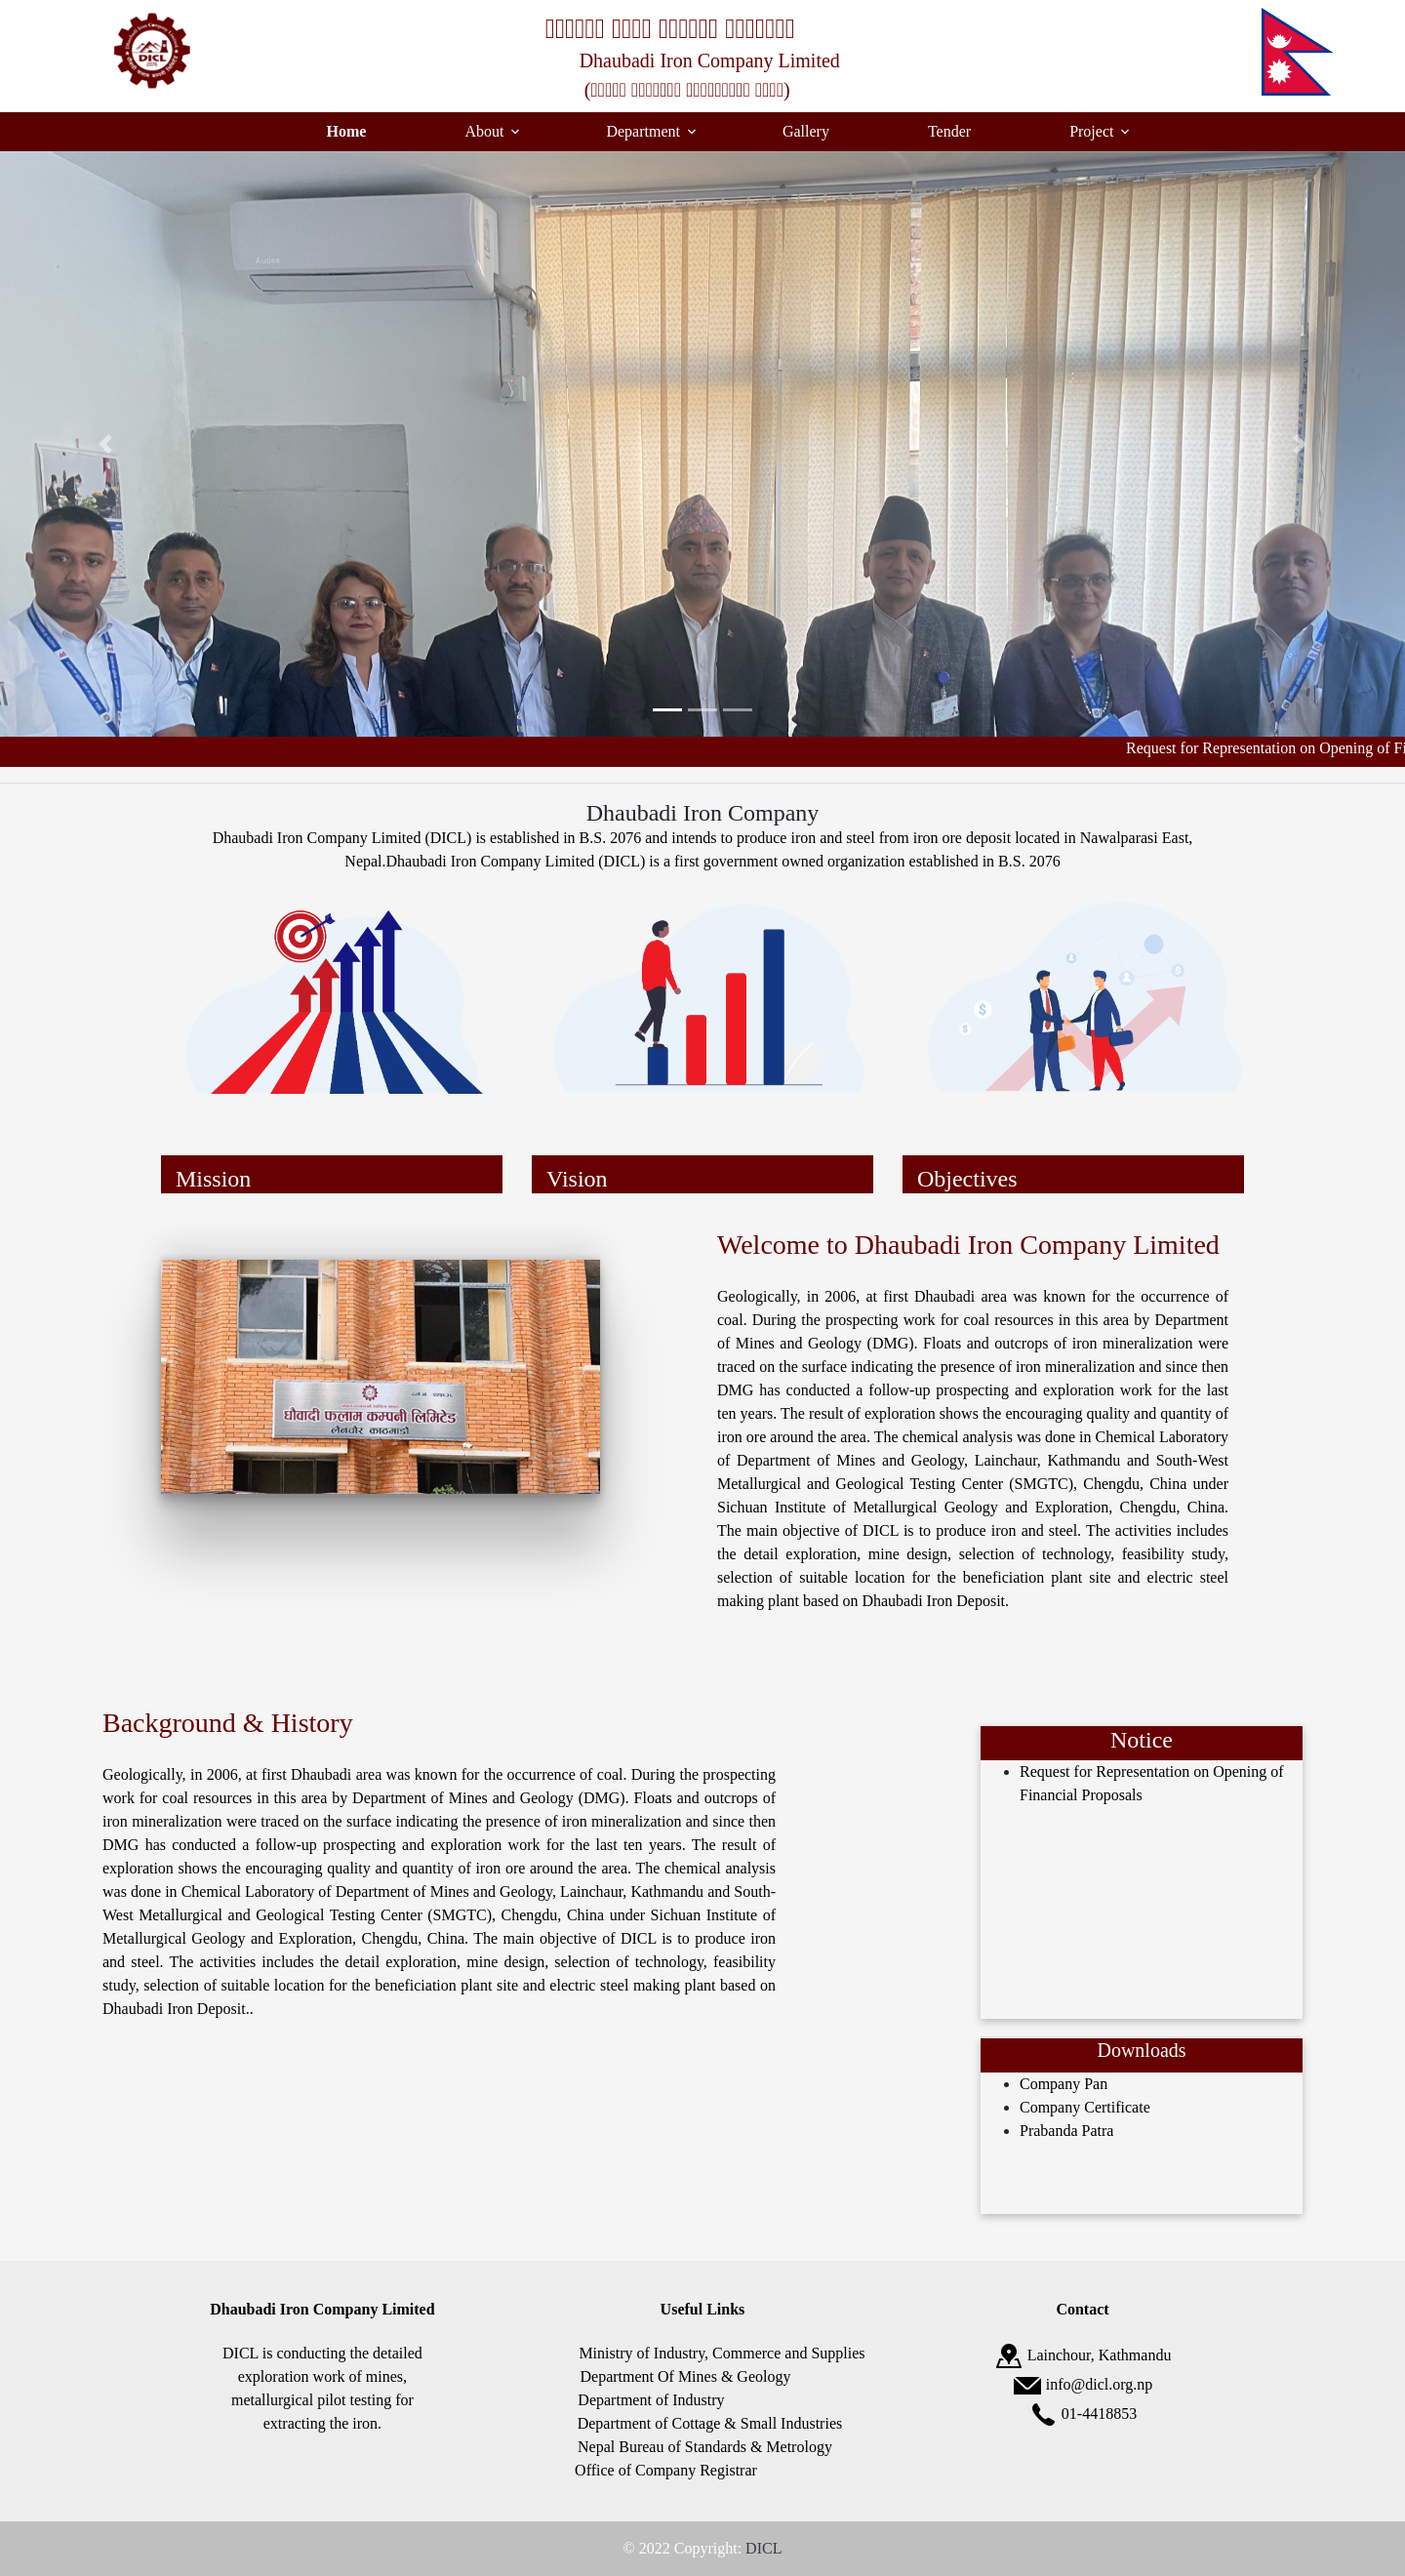 DICL
Dhaubadi Iron Company Limited
Home About Department Gallery Tender Project
Request for Representation on Opening of Fi
Dhaubadi Iron Company
Dhaubadi Iron Company Limited (DICL) is established in B.S. 2076 and intends to produce iron and steel from iron ore deposit located in Nawalparasi East,
Nepal.Dhaubadi Iron Company Limited (DICL) is a first government owned organization established in B.S. 2076
Mission
Vision
Objectives
धौवादी फलाम कम्पनी लिमिटेड
लैनचौर काठमाडौं
Welcome to Dhaubadi Iron Company Limited
Geologically, in 2006, at first Dhaubadi area was known for the occurrence of
coal. During the prospecting work for coal resources in this area by Department
of Mines and Geology (DMG). Floats and outcrops of iron mineralization were
traced on the surface indicating the presence of iron mineralization and since then
DMG has conducted a follow-up prospecting and exploration work for the last
ten years. The result of exploration shows the encouraging quality and quantity of
iron ore around the area. The chemical analysis was done in Chemical Laboratory
of Department of Mines and Geology, Lainchaur, Kathmandu and South-West
Metallurgical and Geological Testing Center (SMGTC), Chengdu, China under
Sichuan Institute of Metallurgical Geology and Exploration, Chengdu, China.
The main objective of DICL is to produce iron and steel. The activities includes
the detail exploration, mine design, selection of technology, feasibility study,
selection of suitable location for the beneficiation plant site and electric steel
making plant based on Dhaubadi Iron Deposit.
Background & History
Geologically, in 2006, at first Dhaubadi area was known for the occurrence of coal. During the prospecting
work for coal resources in this area by Department of Mines and Geology (DMG). Floats and outcrops of
iron mineralization were traced on the surface indicating the presence of iron mineralization and since then
DMG has conducted a follow-up prospecting and exploration work for the last ten years. The result of
exploration shows the encouraging quality and quantity of iron ore around the area. The chemical analysis
was done in Chemical Laboratory of Department of Mines and Geology, Lainchaur, Kathmandu and South-
West Metallurgical and Geological Testing Center (SMGTC), Chengdu, China under Sichuan Institute of
Metallurgical Geology and Exploration, Chengdu, China. The main objective of DICL is to produce iron
and steel. The activities includes the detail exploration, mine design, selection of technology, feasibility
study, selection of suitable location for the beneficiation plant site and electric steel making plant based on
Dhaubadi Iron Deposit..
Notice
Request for Representation on Opening of
Financial Proposals
Downloads
Company Pan
Company Certificate
Prabanda Patra
Dhaubadi Iron Company Limited
DICL is conducting the detailed
exploration work of mines,
metallurgical pilot testing for
extracting the iron.
Useful Links
Ministry of Industry, Commerce and Supplies
Department Of Mines & Geology
Department of Industry
Department of Cottage & Small Industries
Nepal Bureau of Standards & Metrology
Office of Company Registrar
Contact
Lainchour, Kathmandu
info@dicl.org.np
01-4418853
© 2022 Copyright: DICL